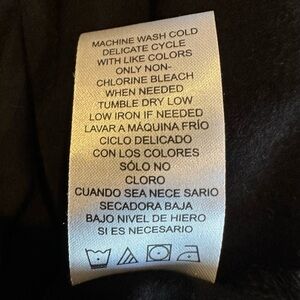 MACHINE WASH COLD
DELICATE CYCLE
WITH LIKE COLORS
ONLY NON-
CHLORINE BLEACH
WHEN NEEDED
TUMBLE DRY LOW
LOW IRON IF NEEDED
LAVAR A MÁQUINA FRÍO
CICLO DELICADO
CON LOS COLORES
SÓLO NO
CLORO
CUANDO SEA NECE SARIO
SECADORA BAJA
BAJO NIVEL DE HIERO
SI ES NECESARIO